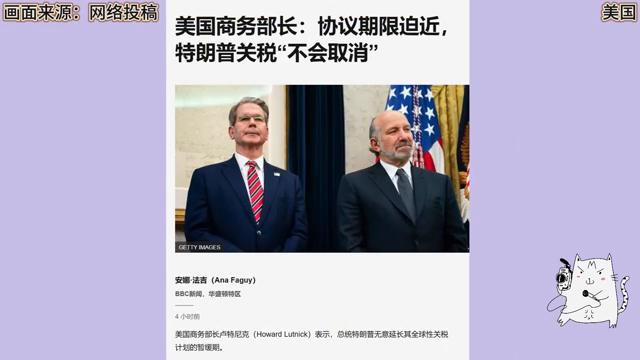 画面来源：网络投稿
美国
美国商务部长：协议期限迫近，
特朗普关税“不会取消”
GETTY IMAGES
安娜·法吉（Ana Faguy）
BBC新闻，华盛顿特区
4 小时前
美国商务部长卢特尼克（Howard Lutnick）表示，总统特朗普无意延长其全球性关税
计划的暂缓期。